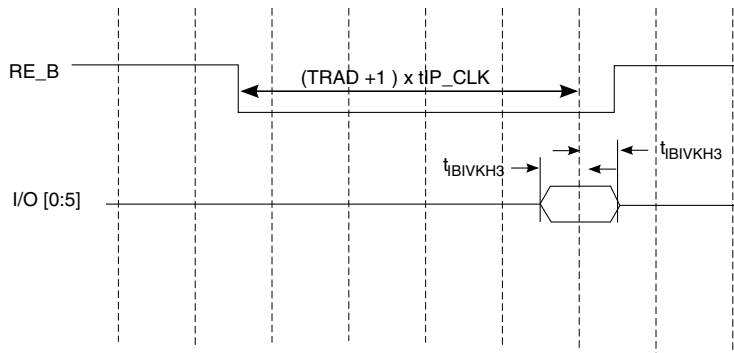 RE_B
(TRAD +1 ) x tIP_CLK
tIBIVKH3
tIBIVKH3
I/O [0:5]